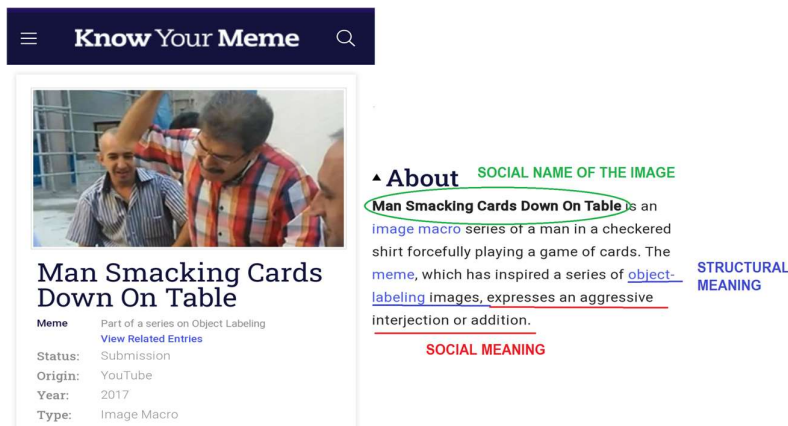 Know Your Meme
Man Smacking Cards
Down On Table
Meme Part of a series on Object Labeling
View Related Entries
Status: Submission
Origin: YouTube
Year: 2017
Type: Image Macro
About SOCIAL NAME OF THE IMAGE
Man Smacking Cards Down On Table is an
image macro series of a man in a checkered
shirt forcefully playing a game of cards. The
meme, which has inspired a series of object-
labeling images, expresses an aggressive
interjection or addition.
STRUCTURAL
MEANING
SOCIAL MEANING